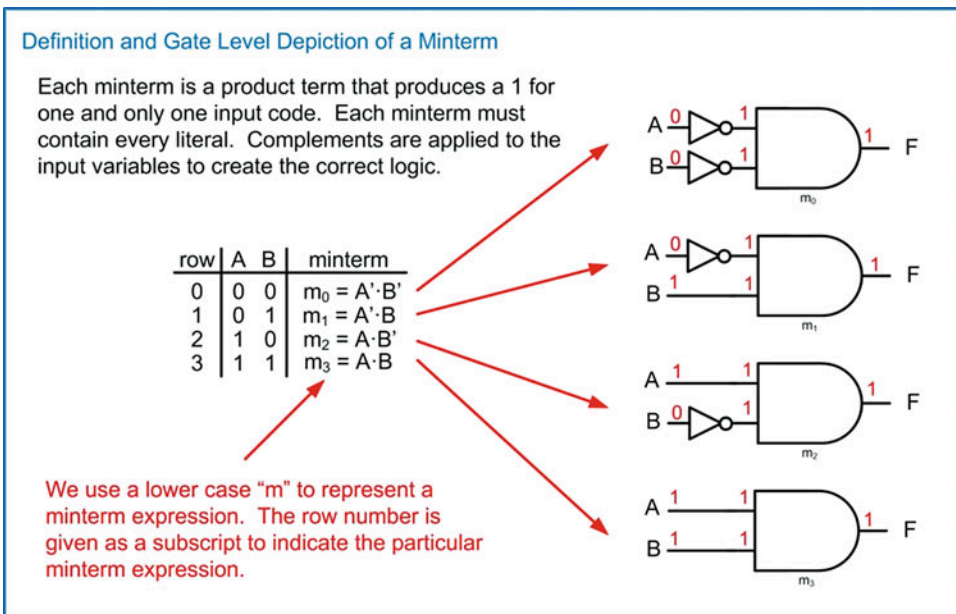 Definition and Gate Level Depiction of a Minterm
Each minterm is a product term that produces a 1 for
one and only one input code.  Each minterm must
contain every literal.  Complements are applied to the
input variables to create the correct logic.
row A B minterm
0 0 0 m₀ = A'·B'
1 0 1 m₁ = A'·B
2 1 0 m₂ = A·B'
3 1 1 m₃ = A·B
We use a lower case “m” to represent a
minterm expression.  The row number is
given as a subscript to indicate the particular
minterm expression.
A 0 1
B 0 1
1 F
m₀
A 0 1
B 1 1
1 F
m₁
A 1 1
B 0 1
1 F
m₂
A 1 1
B 1 1
1 F
m₃